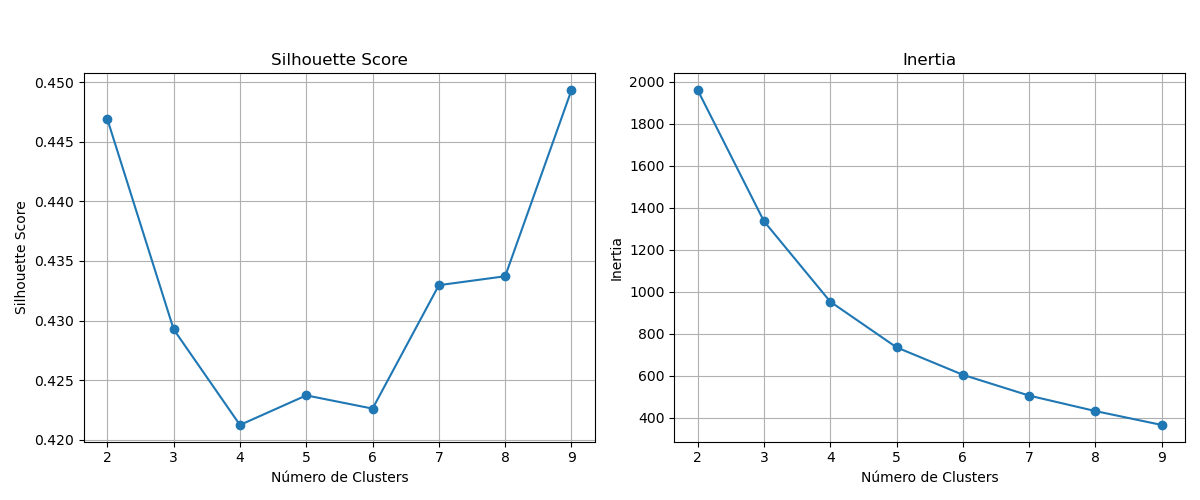 Silhouette Score
Silhouette Score
0.450
0.445
0.440
0.435
0.430
0.425
0.420
2 3 4 5 6 7 8 9
Número de Clusters
Inertia
Inertia
2000
1800
1600
1400
1200
1000
800
600
400
2 3 4 5 6 7 8 9
Número de Clusters